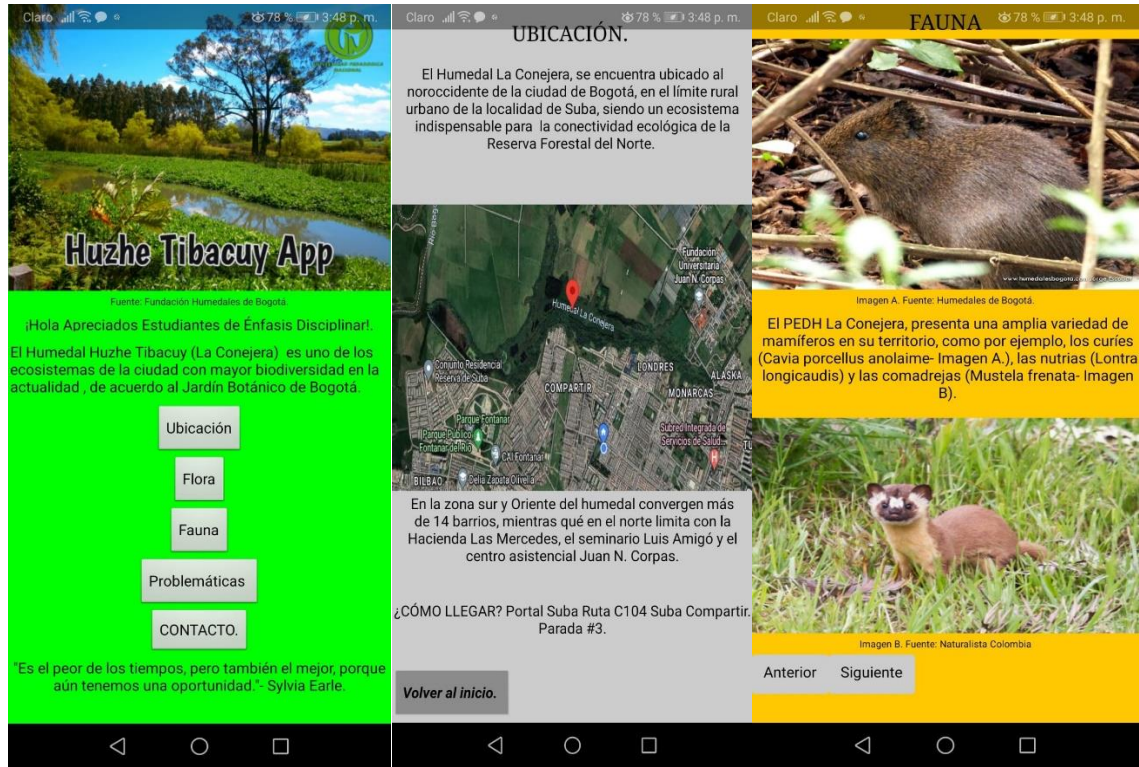 Claro
78 %
3:48 p. m.
Huzhe Tibacuy App
Fuente: Fundación Humedales de Bogotá.
¡Hola Apreciados Estudiantes de Énfasis Disciplinar!.
El Humedal Huzhe Tibacuy (La Conejera) es uno de los
ecosistemas de la ciudad con mayor biodiversidad en la
actualidad , de acuerdo al Jardín Botánico de Bogotá.
Ubicación
Flora
Fauna
Problemáticas
CONTACTO.
"Es el peor de los tiempos, pero también el mejor, porque
aún tenemos una oportunidad."- Sylvia Earle.
Claro
78 %
3:48 p. m.
UBICACIÓN.
El Humedal La Conejera, se encuentra ubicado al
noroccidente de la ciudad de Bogotá, en el límite rural
urbano de la localidad de Suba, siendo un ecosistema
indispensable para la conectividad ecológica de la
Reserva Forestal del Norte.
Fundación
Universitaria
Juan N. Corpas
Humedal La Conejera
Conjunto Residencial
Reserva de Suba
COMPARTIR
LONDRES
ALASKA
MONARCAS
Parque Fontanar
Parque Público
Fontanar del Río
CAI Fontanar
Subred Integrada de
Servicios de Salud...
BILBAO
Delia Zapata Olivella
En la zona sur y Oriente del humedal convergen más
de 14 barrios, mientras qué en el norte limita con la
Hacienda Las Mercedes, el seminario Luis Amigó y el
centro asistencial Juan N. Corpas.
¿CÓMO LLEGAR? Portal Suba Ruta C104 Suba Compartir.
Parada #3.
Volver al inicio.
Claro
78 %
3:48 p. m.
FAUNA
Imagen A. Fuente: Humedales de Bogotá.
El PEDH La Conejera, presenta una amplia variedad de
mamíferos en su territorio, como por ejemplo, los curíes
(Cavia porcellus anolaime- Imagen A.), las nutrias (Lontra
longicaudis) y las comadrejas (Mustela frenata- Imagen
B).
Imagen B. Fuente: Naturalista Colombia
Anterior
Siguiente